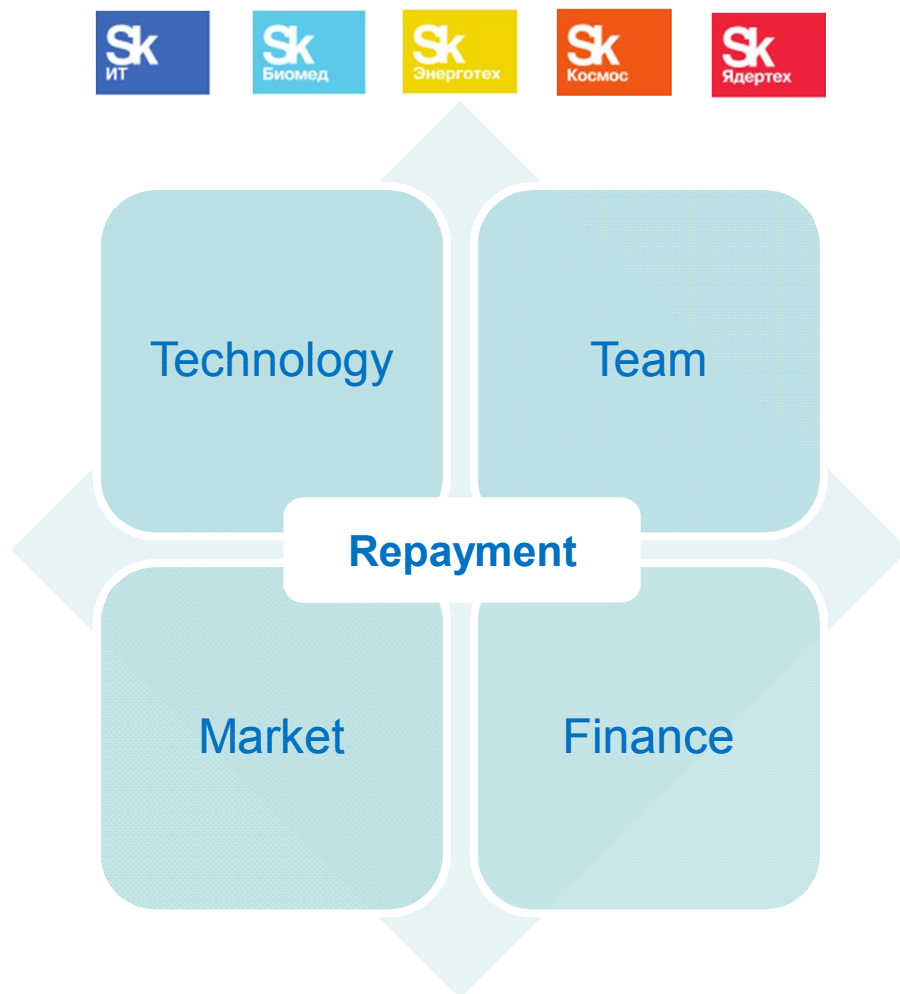 Sk
ИТ
Sk
Биомед
Sk
Энерготех
Sk
Космос
Sk
Ядертех
Technology
Team
Repayment
Market
Finance